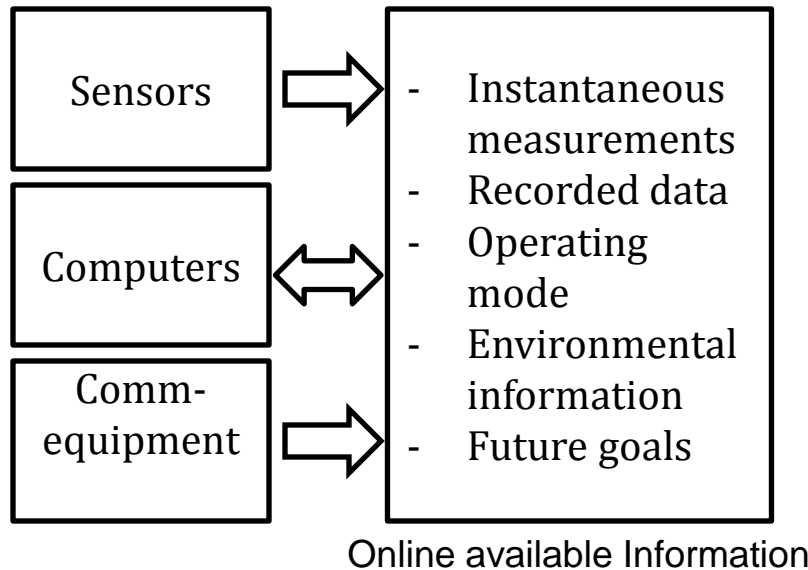 Sensors
Computers
Comm-
equipment
- Instantaneous
measurements
- Recorded data
- Operating
mode
- Environmental
information
- Future goals
Online available Information